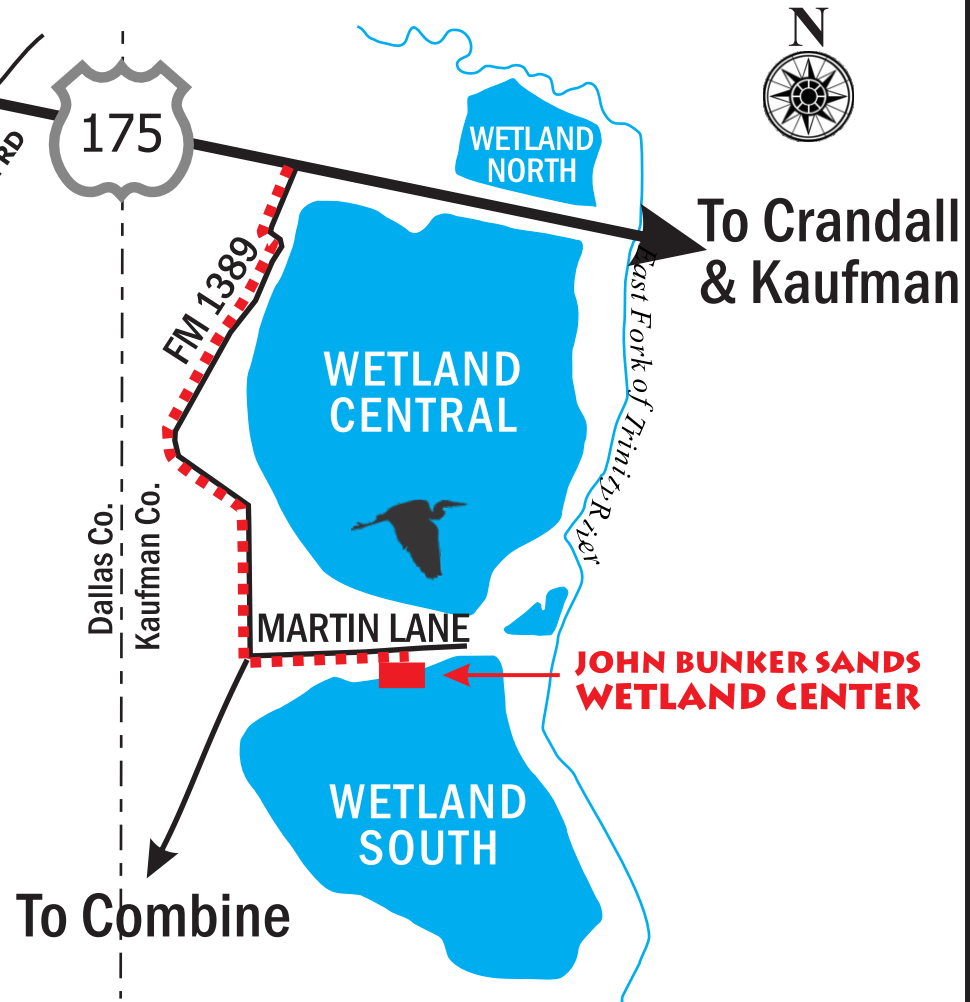 N
175
RD
WETLAND
NORTH
To Crandall
& Kaufman
FM 1389
East Fork of Trinity River
WETLAND
CENTRAL
Dallas Co.
Kaufman Co.
MARTIN LANE
JOHN BUNKER SANDS
WETLAND CENTER
WETLAND
SOUTH
To Combine